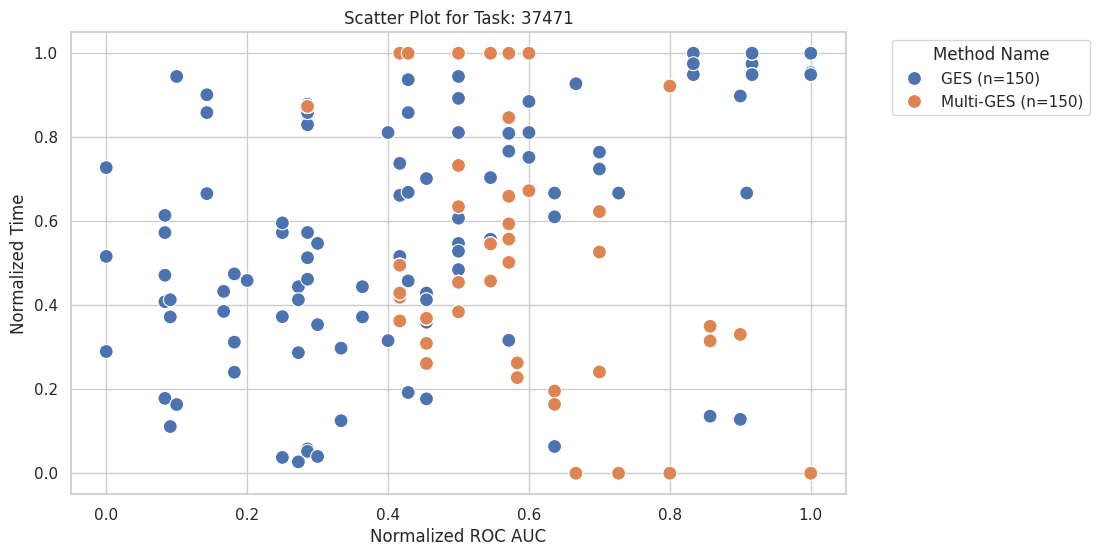 Scatter Plot for Task: 37471
1.0
0.8
0.6
0.4
0.2
0.0
Normalized Time
0.0 0.2 0.4 0.6 0.8 1.0
Normalized ROC AUC
Method Name
GES (n=150)
Multi-GES (n=150)